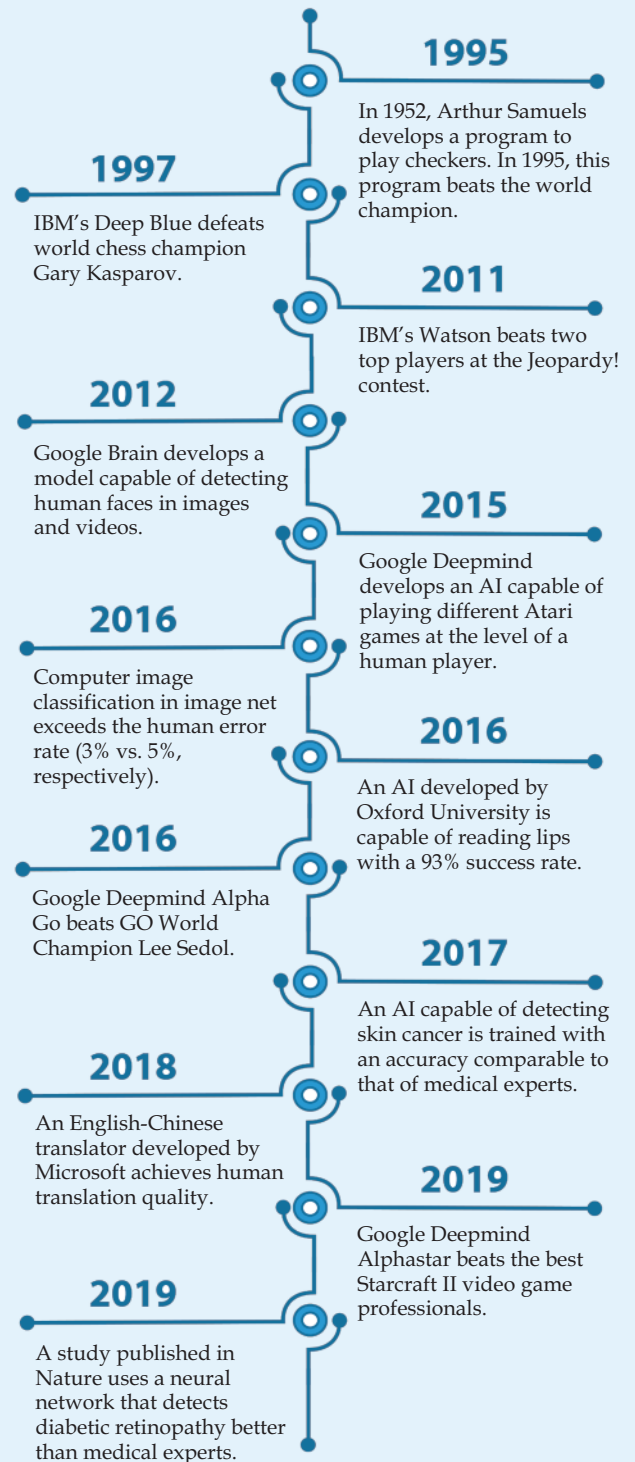 1995
In 1952, Arthur Samuels
develops a program to
play checkers. In 1995, this
program beats the world
champion.
1997
IBM’s Deep Blue defeats
world chess champion
Gary Kasparov.
2011
IBM’s Watson beats two
top players at the Jeopardy!
contest.
2012
Google Brain develops a
model capable of detecting
human faces in images
and videos.
2015
Google Deepmind
develops an AI capable of
playing different Atari
games at the level of a
human player.
2016
Computer image
classification in image net
exceeds the human error
rate (3% vs. 5%,
respectively).
2016
An AI developed by
Oxford University is
capable of reading lips
with a 93% success rate.
2016
Google Deepmind Alpha
Go beats GO World
Champion Lee Sedol.
2017
An AI capable of detecting
skin cancer is trained with
an accuracy comparable to
that of medical experts.
2018
An English-Chinese
translator developed by
Microsoft achieves human
translation quality.
2019
Google Deepmind
Alphastar beats the best
Starcraft II video game
professionals.
2019
A study published in
Nature uses a neural
network that detects
diabetic retinopathy better
than medical experts.